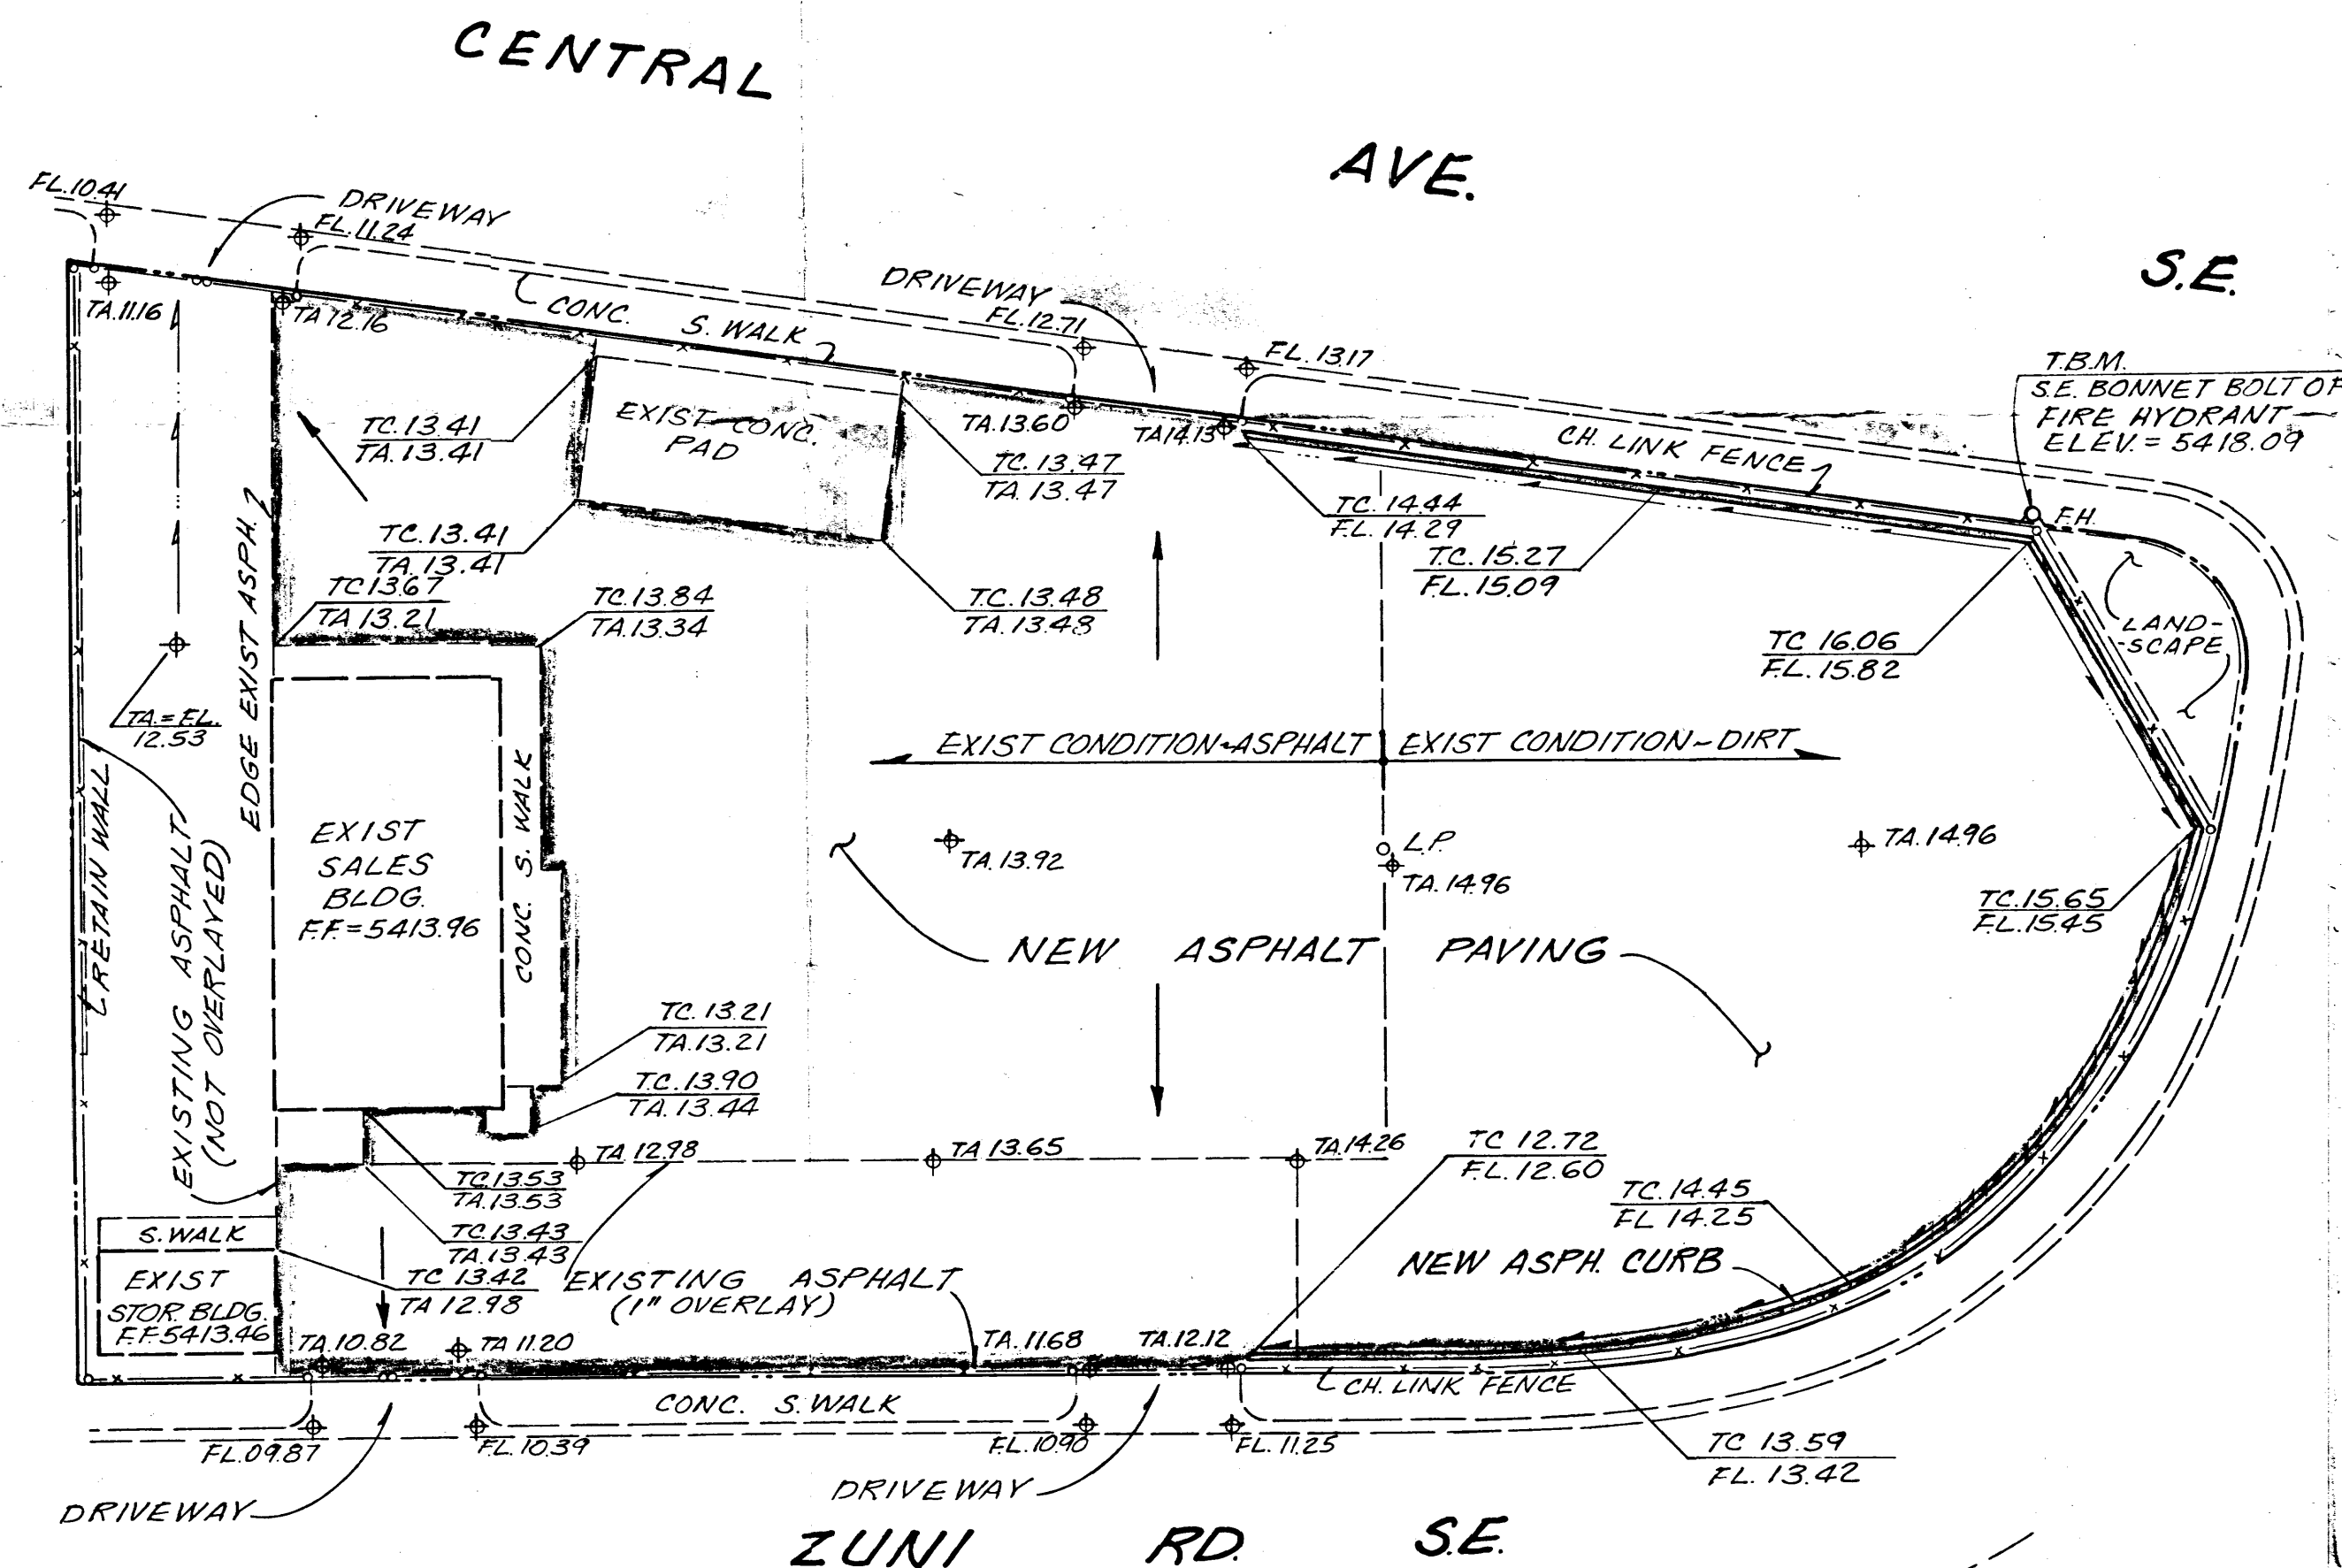 CENTRAL
AVE.
S.E.
FL.10.41
DRIVEWAY
FL.11.24
TA.11.16
TA 12.16
CONC. S. WALK
DRIVEWAY
FL.12.71
FL. 13.17
T.B.M.
S.E. BONNET BOLT OF
FIRE HYDRANT
ELEV. = 5418.09
TC. 13.41
TA. 13.41
EXIST CONC.
PAD
TA.13.60
TA14.13
CH. LINK FENCE
TC. 13.47
TA. 13.47
TC. 14.44
F.L. 14.29
F.H.
TC. 13.41
TA. 13.41
T.C. 15.27
F.L. 15.09
TC 13.67
TA 13.21
TC. 13.84
TA. 13.34
T.C. 13.48
TA. 13.48
LAND-
-SCAPE
TC 16.06
F.L. 15.82
EDGE EXIST ASPH.
TA.= F.L.
12.53
EXIST CONDITION-ASPHALT
EXIST CONDITION-DIRT
RETAIN WALL
EXISTING ASPHALT
(NOT OVERLAYED)
EXIST
SALES
BLDG.
F.F. = 5413.96
CONC. S. WALK
TA. 13.92
L.P.
TA. 14.96
TA. 14.96
TC. 15.65
F.L. 15.45
NEW ASPHALT PAVING
TC. 13.21
TA. 13.21
T.C. 13.90
TA. 13.44
TA 12.98
TA 13.65
TA.14.26
TC 12.72
F.L. 12.60
TC.13.53
TA.13.53
TC. 14.45
FL 14.25
TC.13.43
TA.13.43
S. WALK
NEW ASPH. CURB
TC 13.42
TA 12.98
EXISTING ASPHALT
(1" OVERLAY)
EXIST
STOR. BLDG.
F.F. 5413.46
TA.10.82
TA 11.20
TA. 11.68
TA.12.12
CH. LINK FENCE
CONC. S. WALK
FL.09.87
FL. 10.39
F.L. 10.90
FL. 11.25
TC 13.59
FL. 13.42
DRIVEWAY
DRIVEWAY
ZUNI RD. S.E.